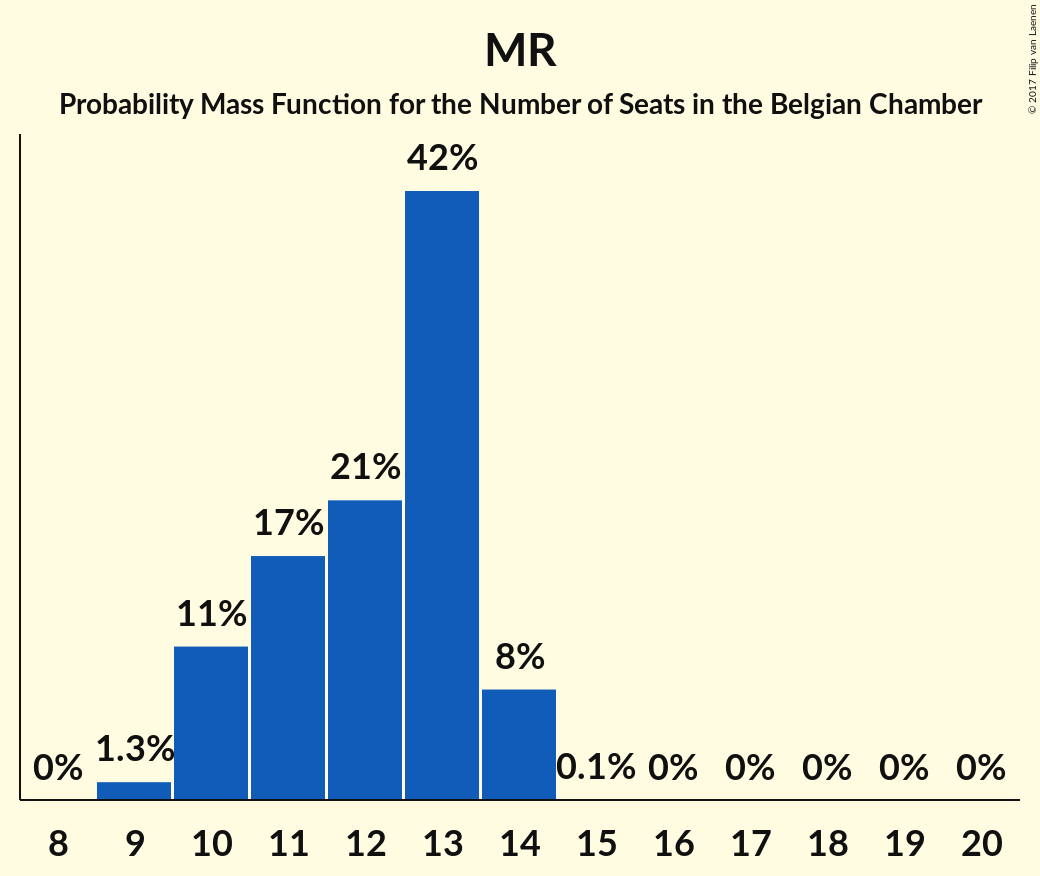 MR
Probability Mass Function for the Number of Seats in the Belgian Chamber
© 2017 Filip van Laenen
42%
21%
17%
11%
8%
1.3%
0% 0.1% 0% 0% 0% 0% 0%
8 9 10 11 12 13 14 15 16 17 18 19 20